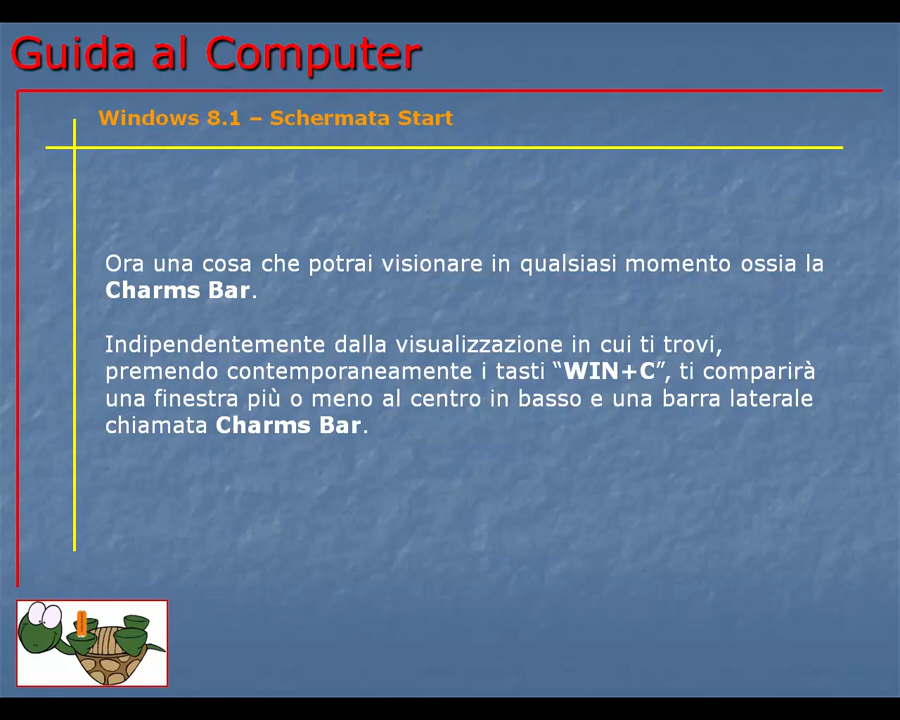 Guida al Computer
Windows 8.1 – Schermata Start
Ora una cosa che potrai visionare in qualsiasi momento ossia la
Charms Bar.
Indipendentemente dalla visualizzazione in cui ti trovi,
premendo contemporaneamente i tasti “WIN+C”, ti comparirà
una finestra più o meno al centro in basso e una barra laterale
chiamata Charms Bar.